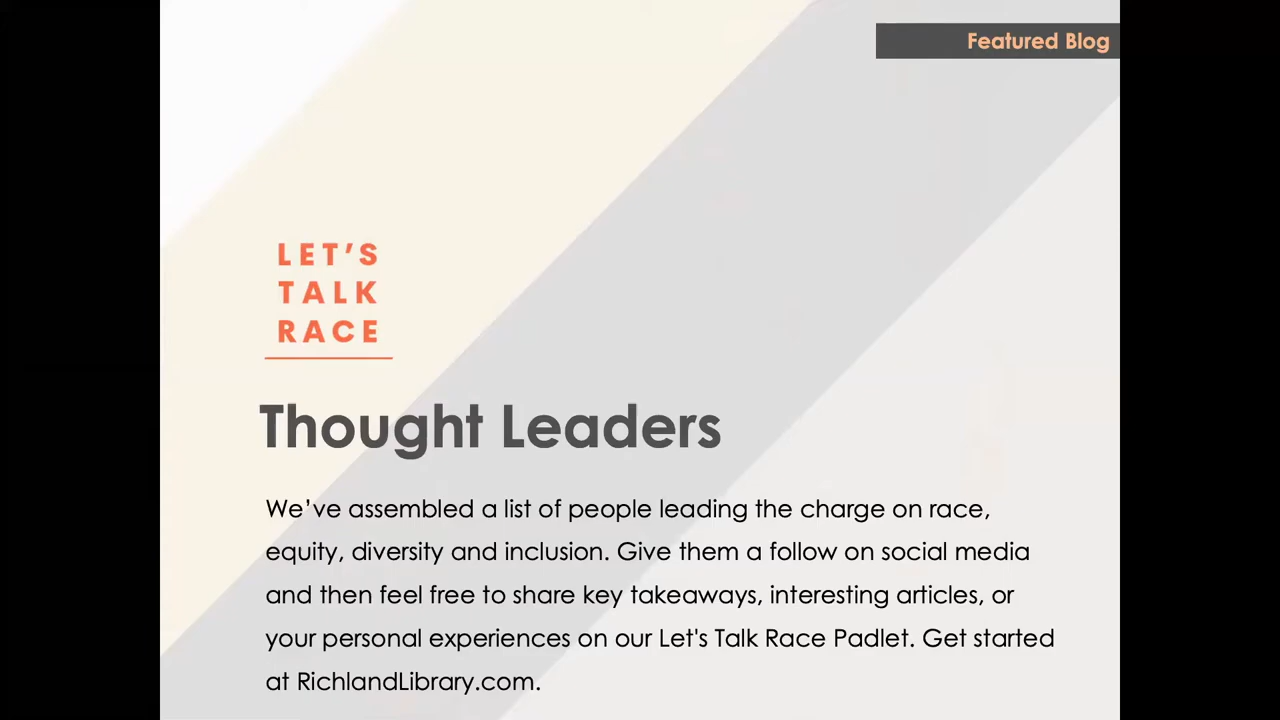 Featured Blog
LET’S
TALK
RACE
Thought Leaders
We’ve assembled a list of people leading the charge on race,
equity, diversity and inclusion. Give them a follow on social media
and then feel free to share key takeaways, interesting articles, or
your personal experiences on our Let's Talk Race Padlet. Get started
at RichlandLibrary.com.